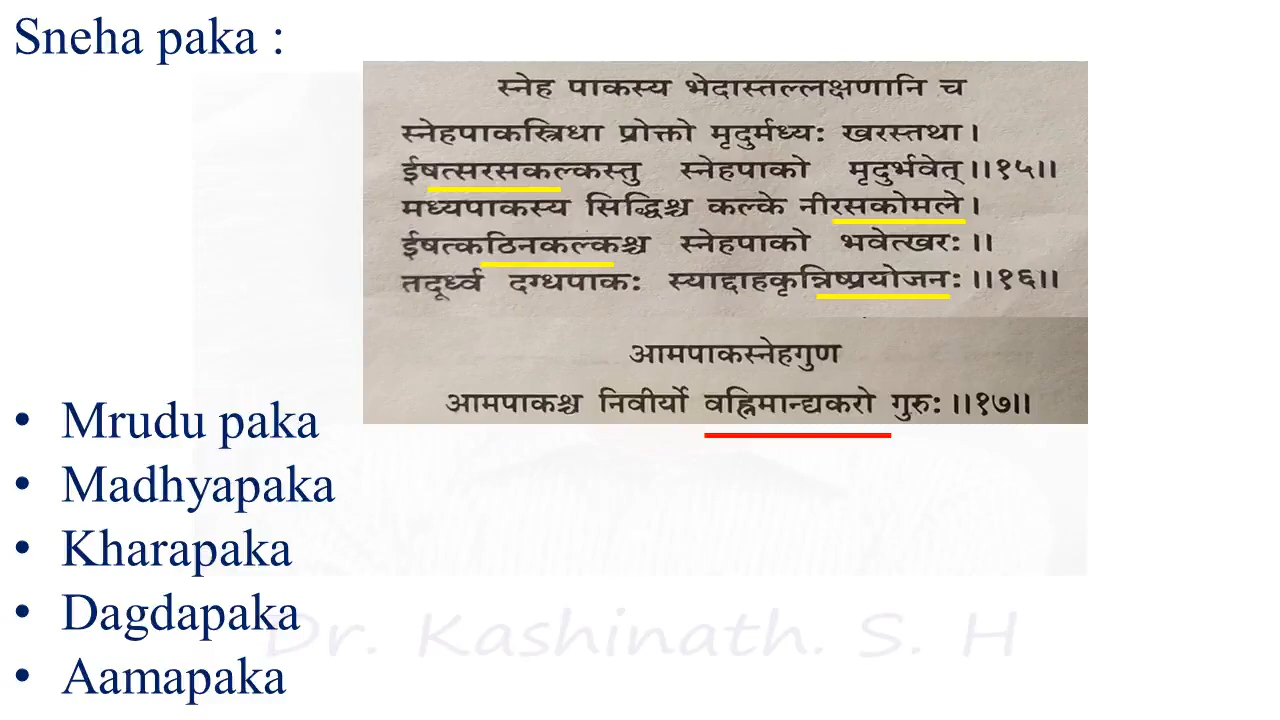 Sneha paka :
स्नेह पाकस्य भेदास्तल्लक्षणानि च
स्नेहपाकस्त्रिधा प्रोक्तो मृदुर्मध्यः खरस्तथा।
ईषत्सरसकल्कस्तु स्नेहपाको मृदुर्भवेत्।।१५।।
मध्यपाकस्य सिद्धिश्च कल्के नीरसकोमले।
ईषत्कठिनकल्कश्च स्नेहपाको भवेत्खरः।।
तदूर्ध्व दग्धपाकः स्याद्दाहकृन्निष्प्रयोजनः।।१६।।
आमपाकस्नेहगुण
आमपाकश्च निवीर्यो वह्निमान्द्यकरो गुरुः।।१७।।
• Mrudu paka
• Madhyapaka
• Kharapaka
• Dagdapaka
• Aamapaka
Dr. Kashinath. S. H